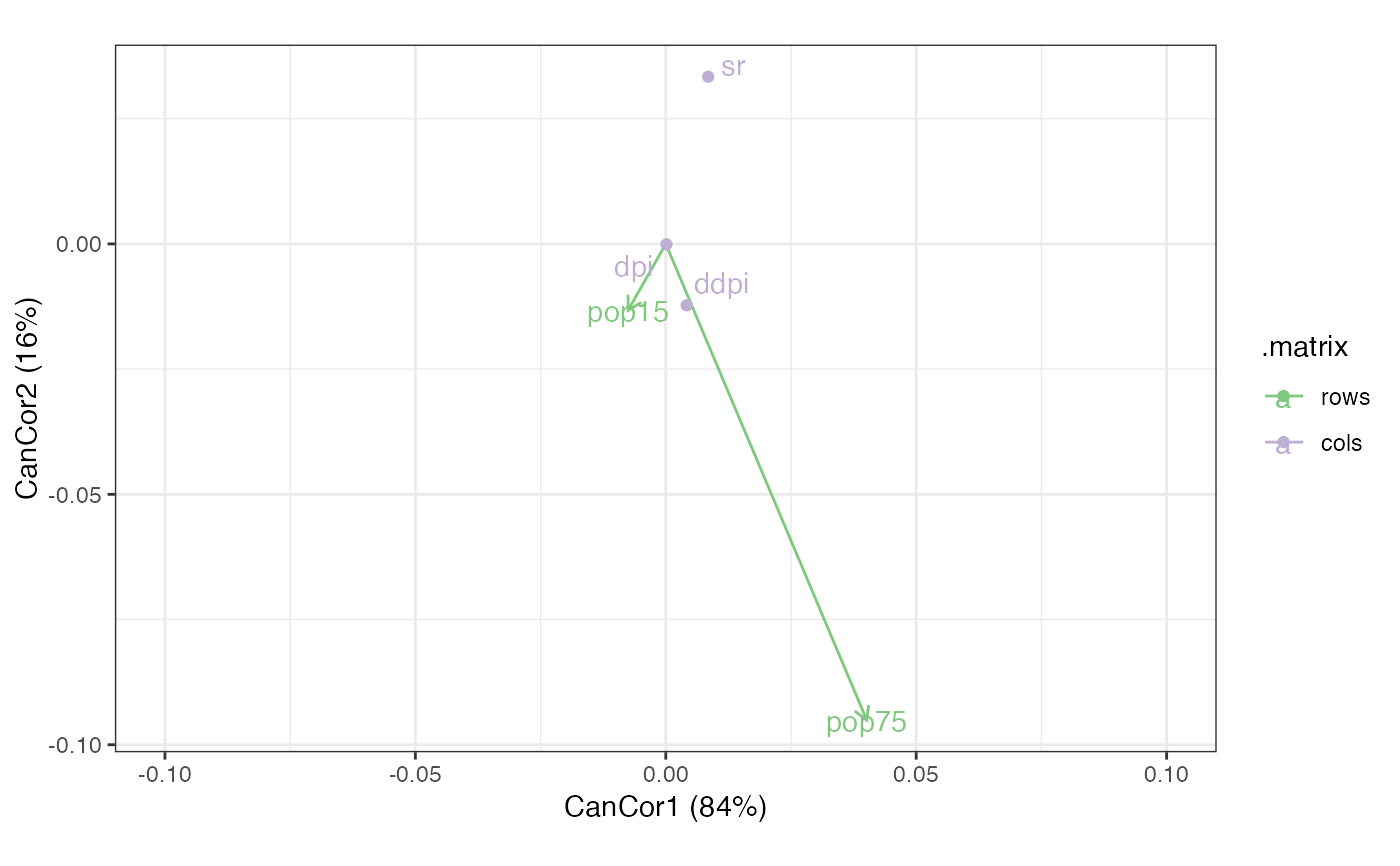 sr
0.00
dpi
ddpi
pop15
-0.05
pop75
-0.10
-0.10
-0.05
0.00
0.05
0.10
CanCor1 (84%)
CanCor2 (16%)
.matrix
a rows
a cols